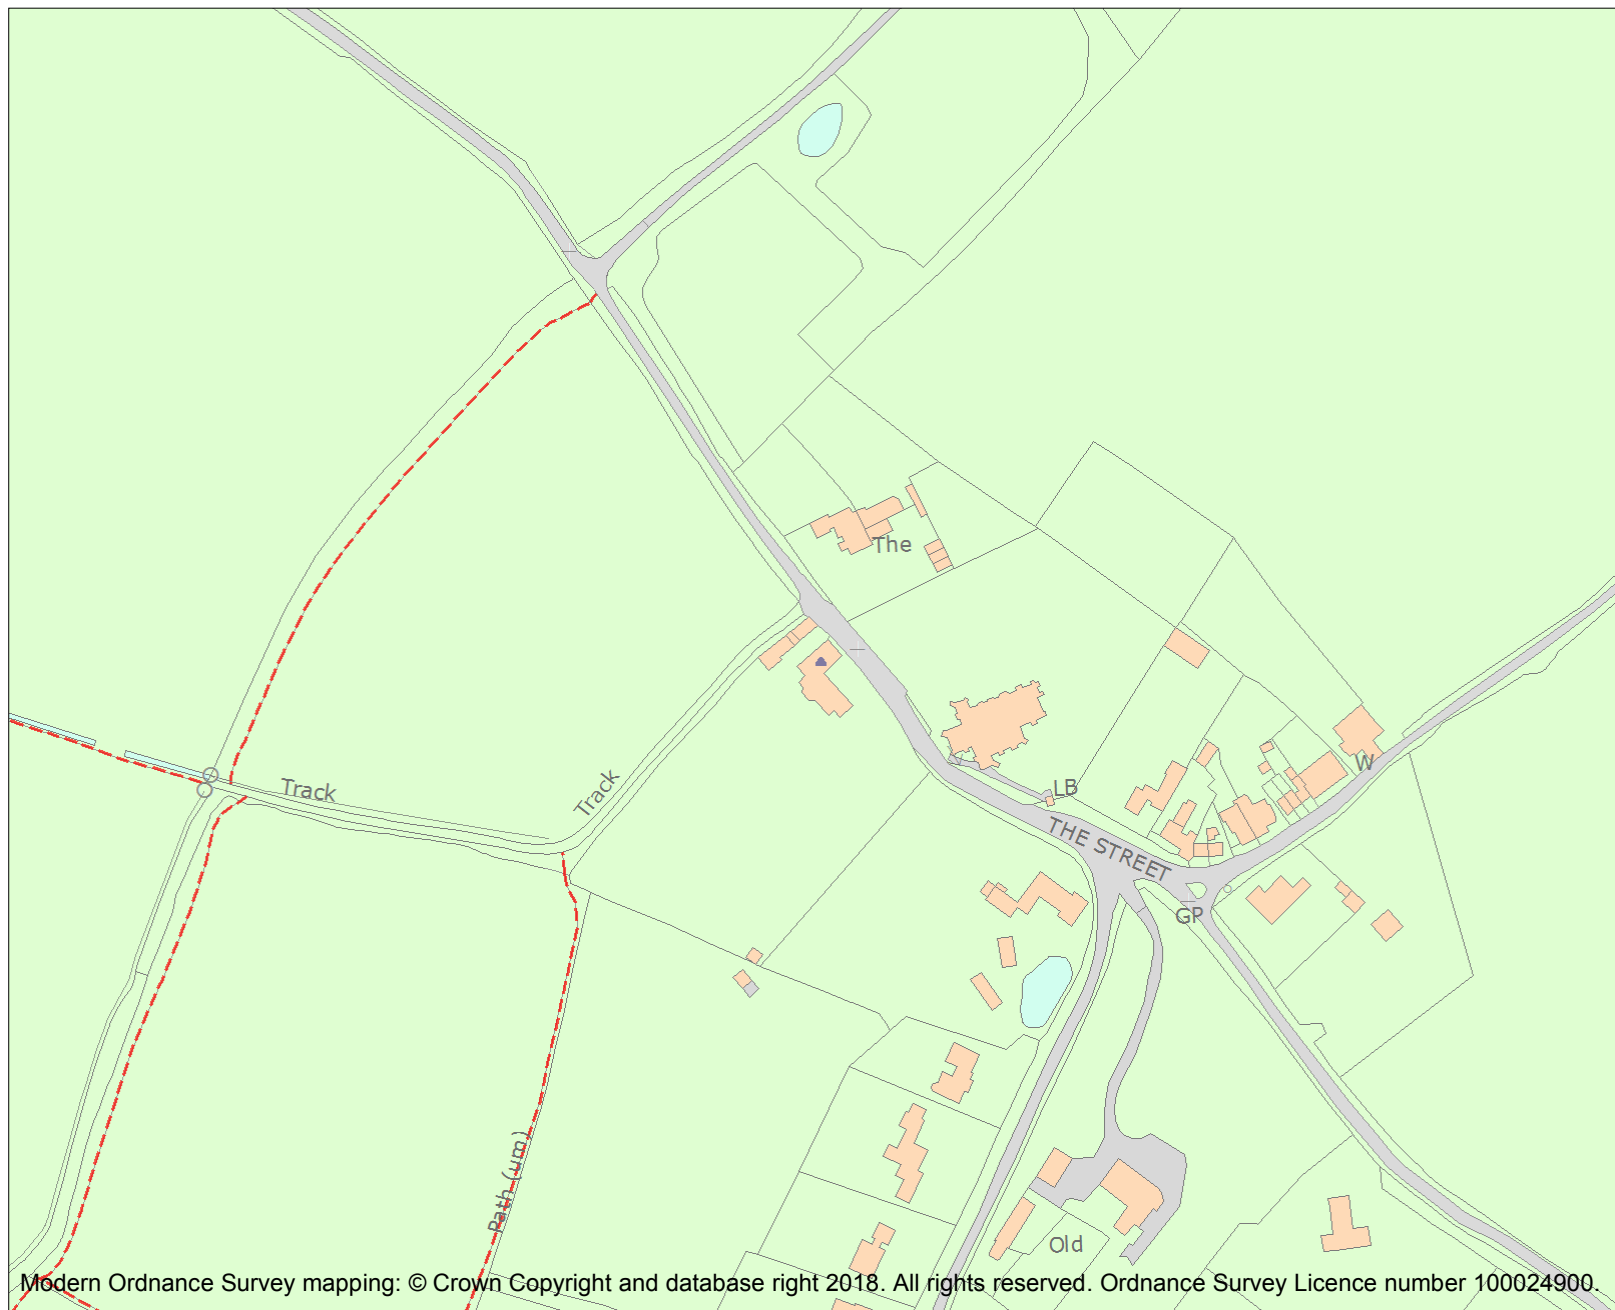 The
Track
Track
LB
W
THE STREET
GP
Path (um)
Old
Modern Ordnance Survey mapping: © Crown Copyright and database right 2018. All rights reserved. Ordnance Survey Licence number 100024900.